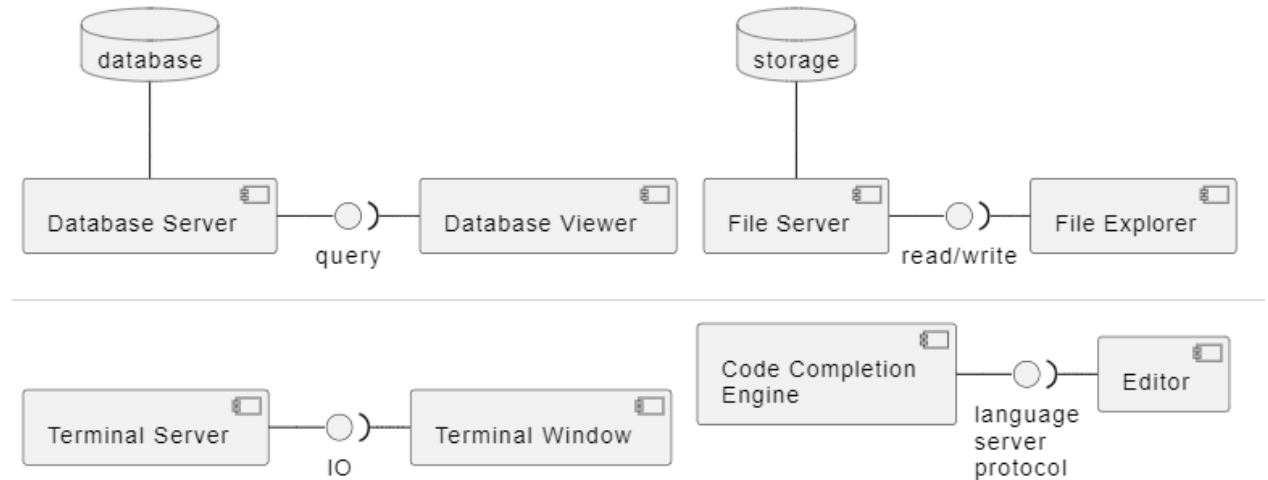 database
storage
Database Server
query
Database Viewer
File Server
read/write
File Explorer
Terminal Server
IO
Terminal Window
Code Completion
Engine
language
server
protocol
Editor